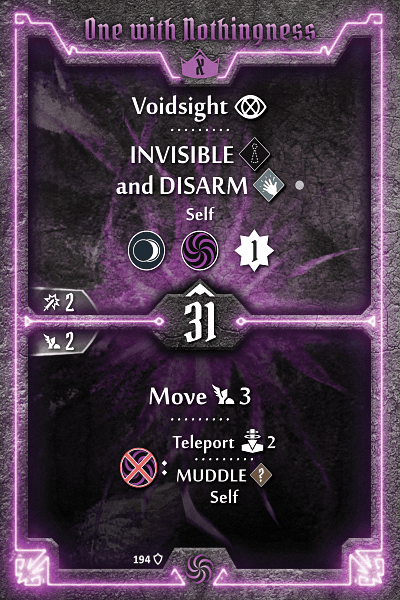 One with Nothingness
X
Voidsight
INVISIBLE
and DISARM
Self
1
2
31
2
Move 3
Teleport 2
MUDDLE ?
Self
194